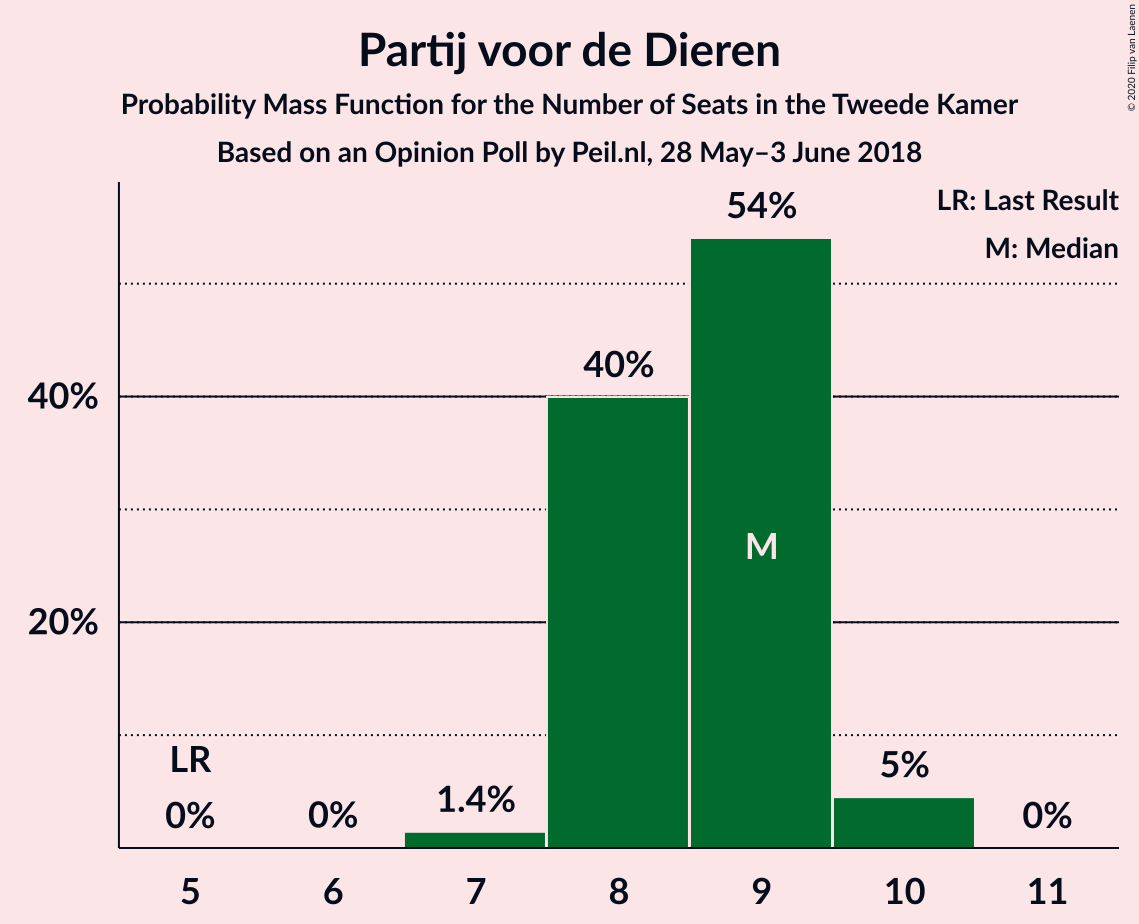 Partij voor de Dieren
Probability Mass Function for the Number of Seats in the Tweede Kamer
Based on an Opinion Poll by Peil.nl, 28 May–3 June 2018
© 2020 Filip van Laenen
LR: Last Result
M: Median
54%
40%
40%
M
20%
LR
0%
0%
1.4%
5%
0%
5 6 7 8 9 10 11